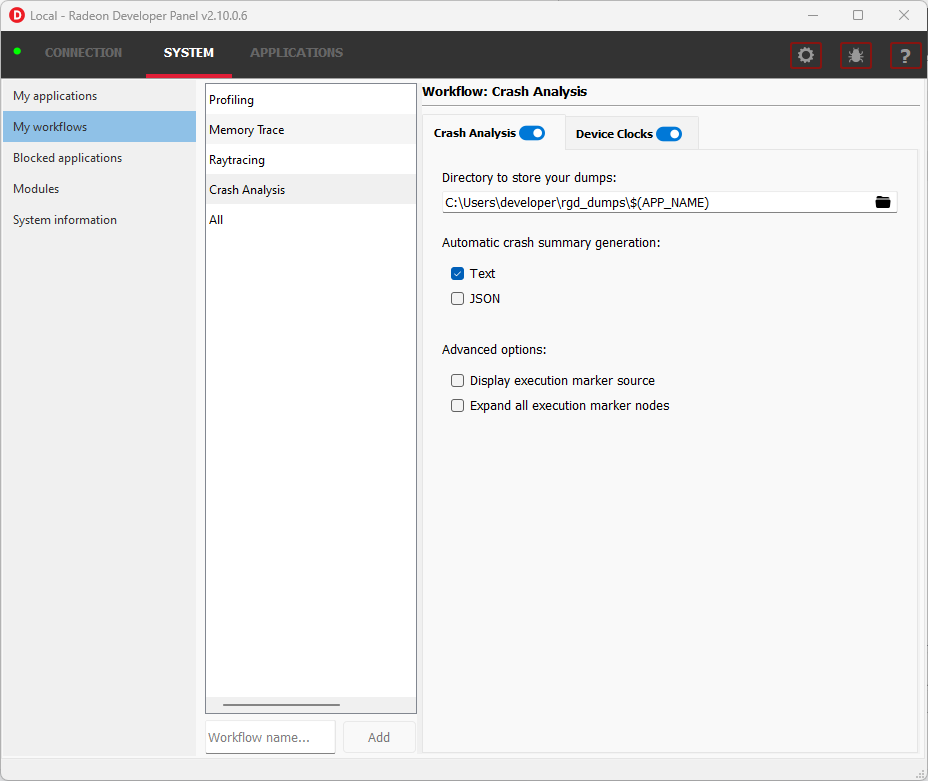 D Local - Radeon Developer Panel v2.10.0.6
CONNECTION SYSTEM APPLICATIONS ?
My applications
My workflows
Blocked applications
Modules
System information
Profiling
Memory Trace
Raytracing
Crash Analysis
All
Workflow name... Add
Workflow: Crash Analysis
Crash Analysis Device Clocks
Directory to store your dumps:
C:\Users\developer\rgd_dumps\$(APP_NAME)
Automatic crash summary generation:
Text
JSON
Advanced options:
Display execution marker source
Expand all execution marker nodes